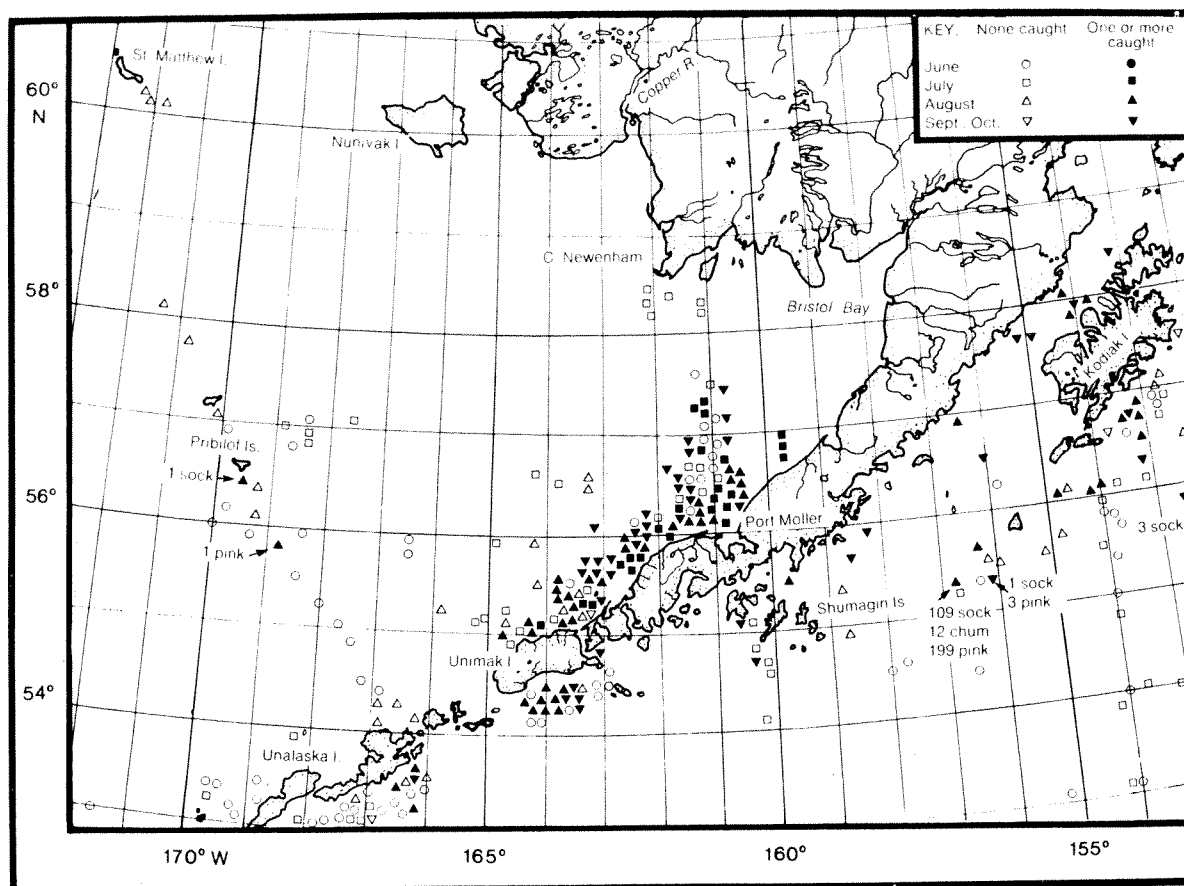 KEY. None caught One or more caught
June
July
August
Sept. Oct.
60°
N
58°
56°
54°
St. Matthew I.
Nunivak I
Copper R.
C. Newenham
Bristol Bay
Kodiak I
Pribilof Is.
1 sock
1 pink
Port Moller
Shumagin Is
109 sock
12 chum
199 pink
1 sock
3 pink
3 sock
Unimak I
Unalaska I.
170° W
165°
160°
155°